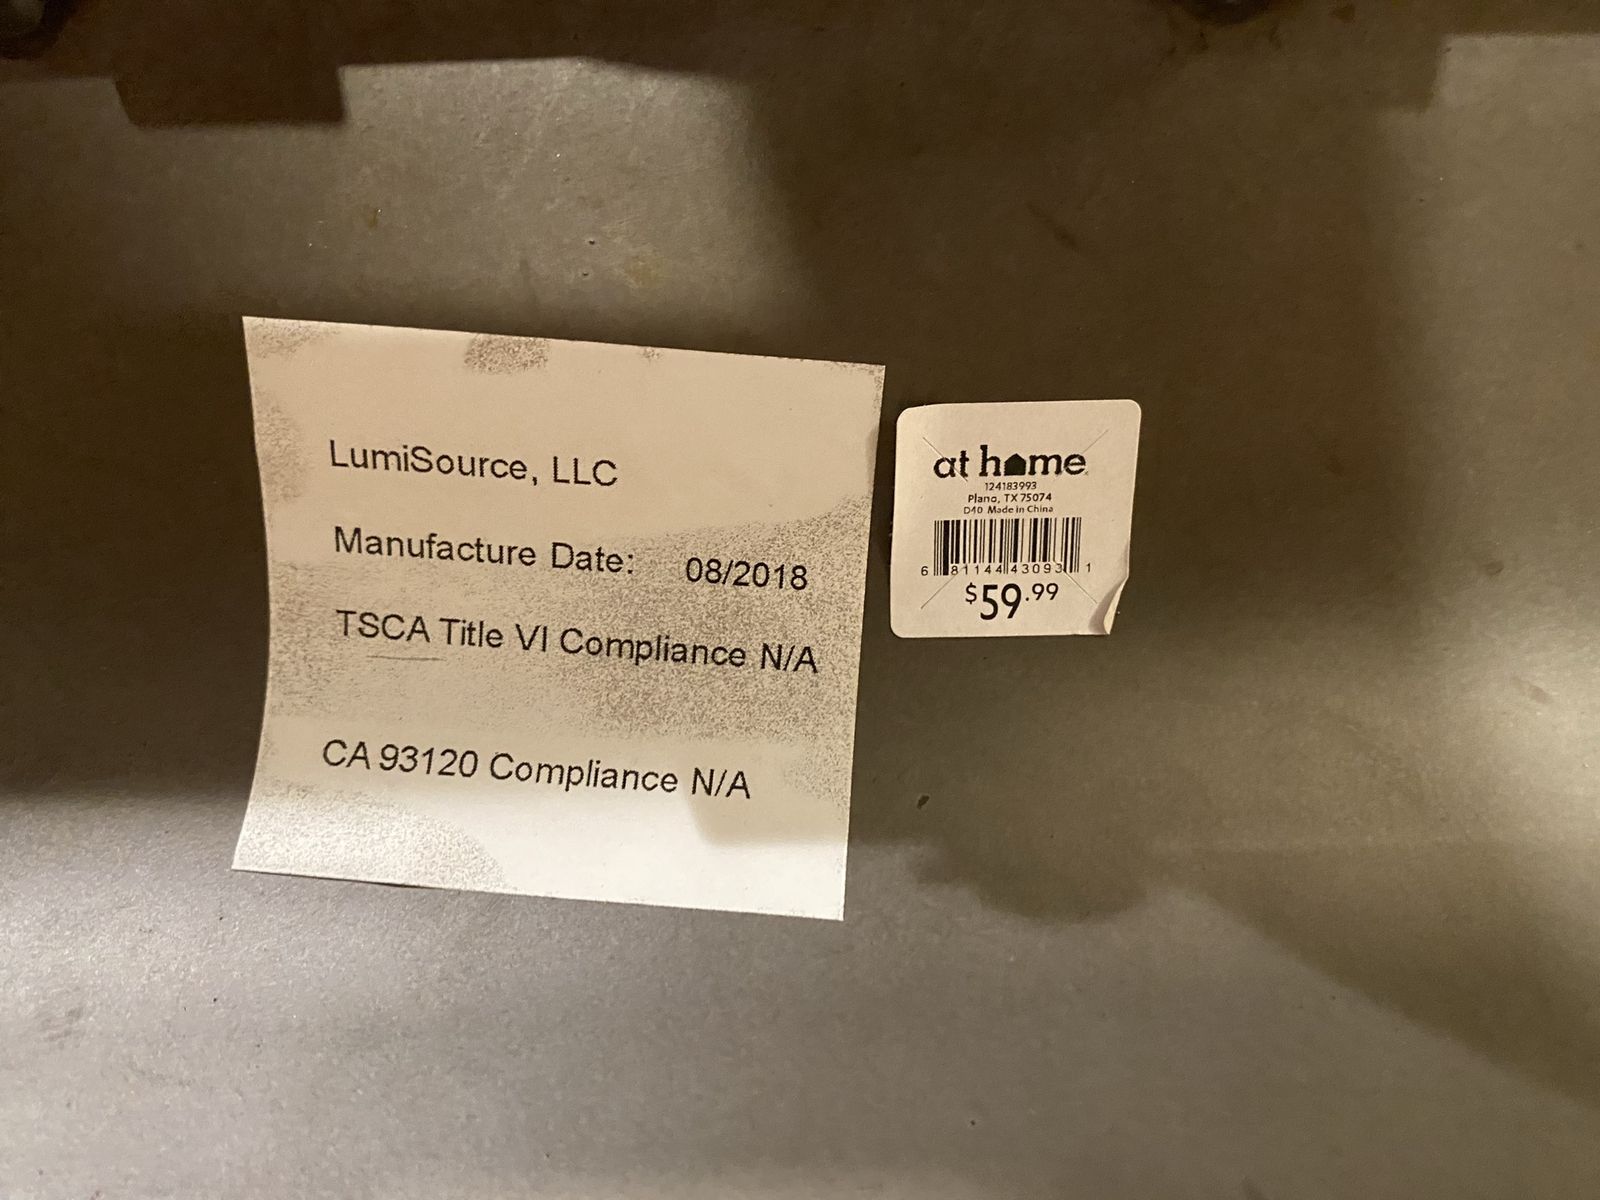 LumiSource, LLC
Manufacture Date: 08/2018
TSCA Title VI Compliance N/A
CA 93120 Compliance N/A
at home
124183993
Plano, TX 75074
D40 Made in China
6 81144 43093 1
$59.99